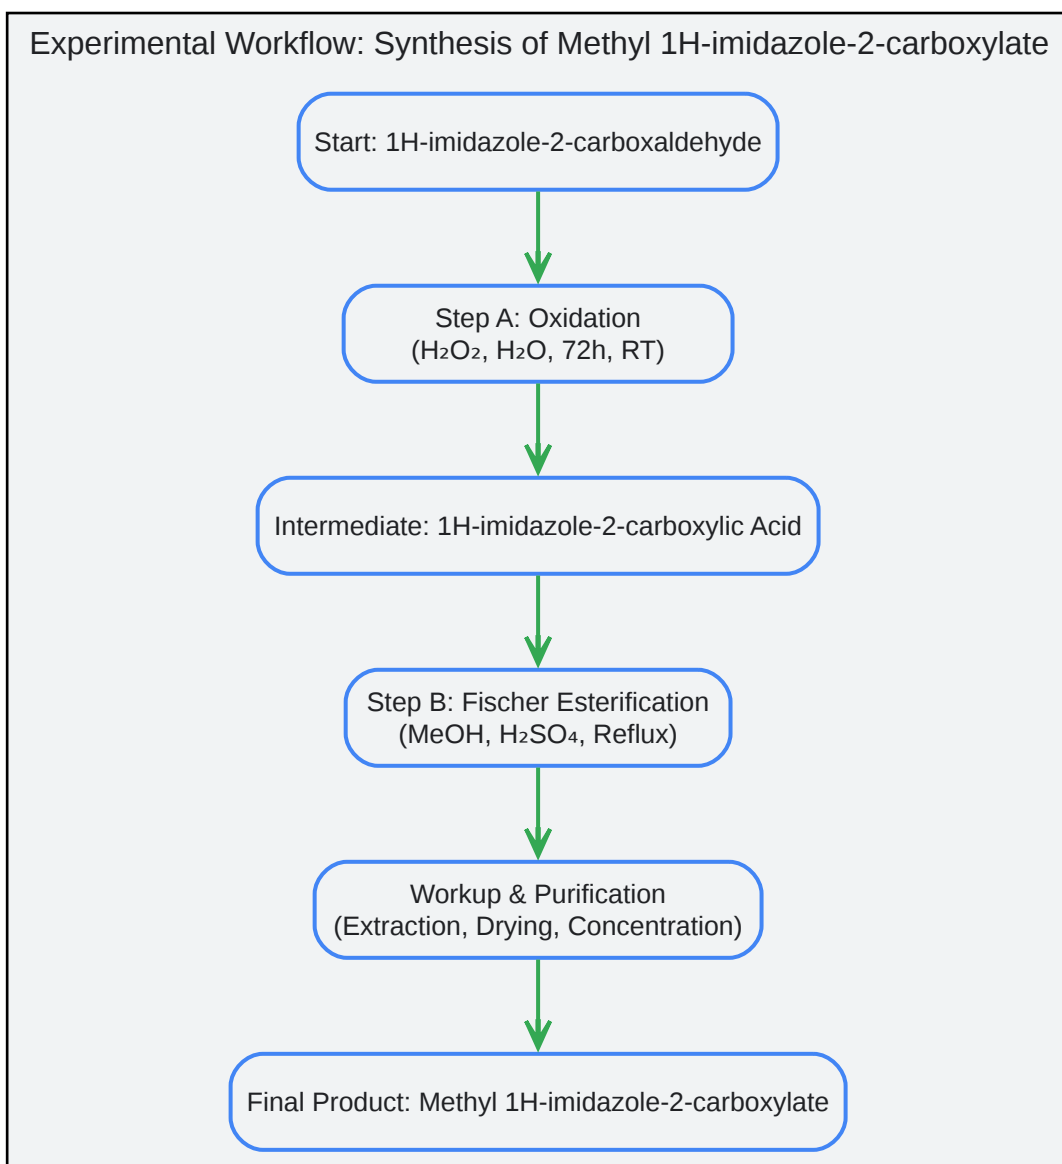 Experimental Workflow: Synthesis of Methyl 1H-imidazole-2-carboxylate
Start: 1H-imidazole-2-carboxaldehyde
Step A: Oxidation
(H₂O₂, H₂O, 72h, RT)
Intermediate: 1H-imidazole-2-carboxylic Acid
Step B: Fischer Esterification
(MeOH, H₂SO₄, Reflux)
Workup & Purification
(Extraction, Drying, Concentration)
Final Product: Methyl 1H-imidazole-2-carboxylate